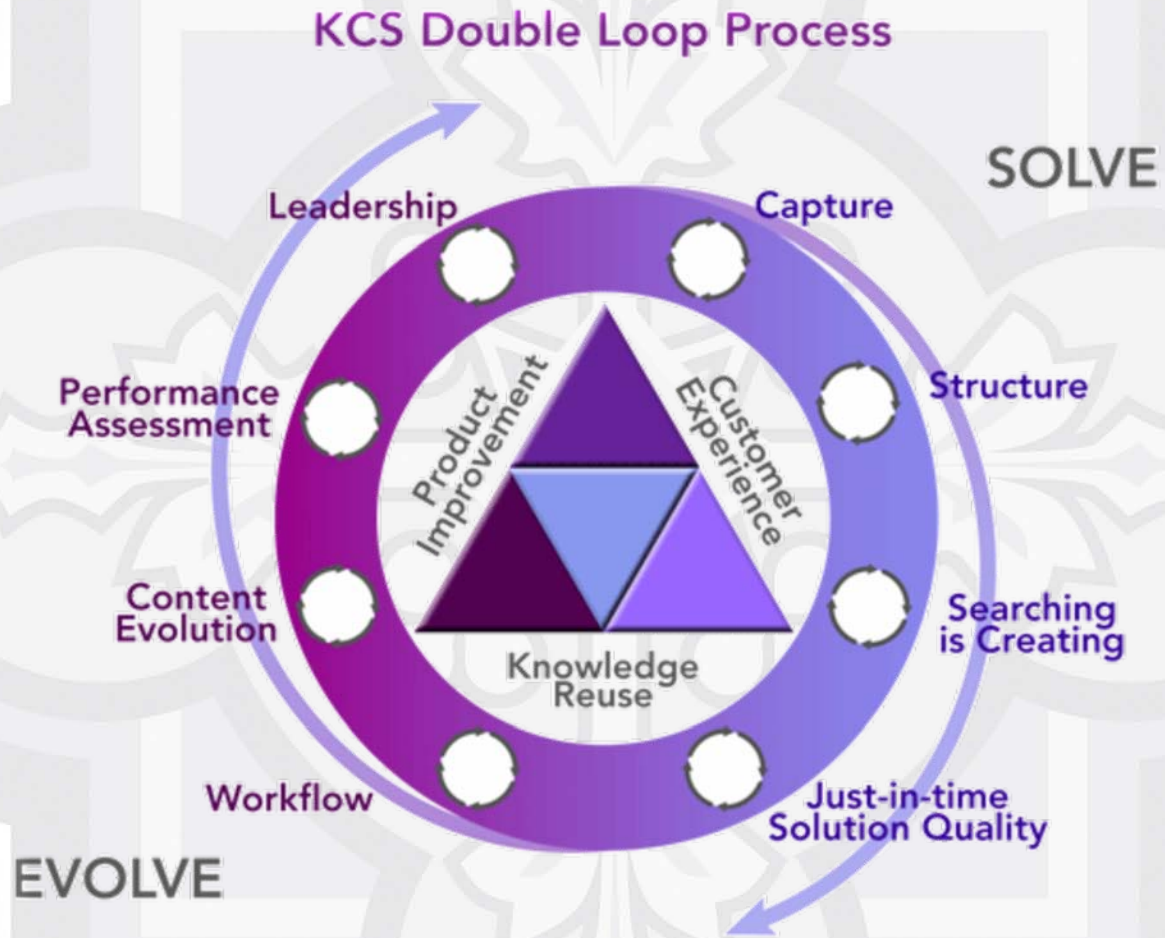 KCS Double Loop Process
SOLVE
Leadership
Capture
Performance
Assessment
Structure
Product
Improvement
Customer
Experience
Content
Evolution
Searching
is Creating
Knowledge
Reuse
Workflow
Just-in-time
Solution Quality
EVOLVE